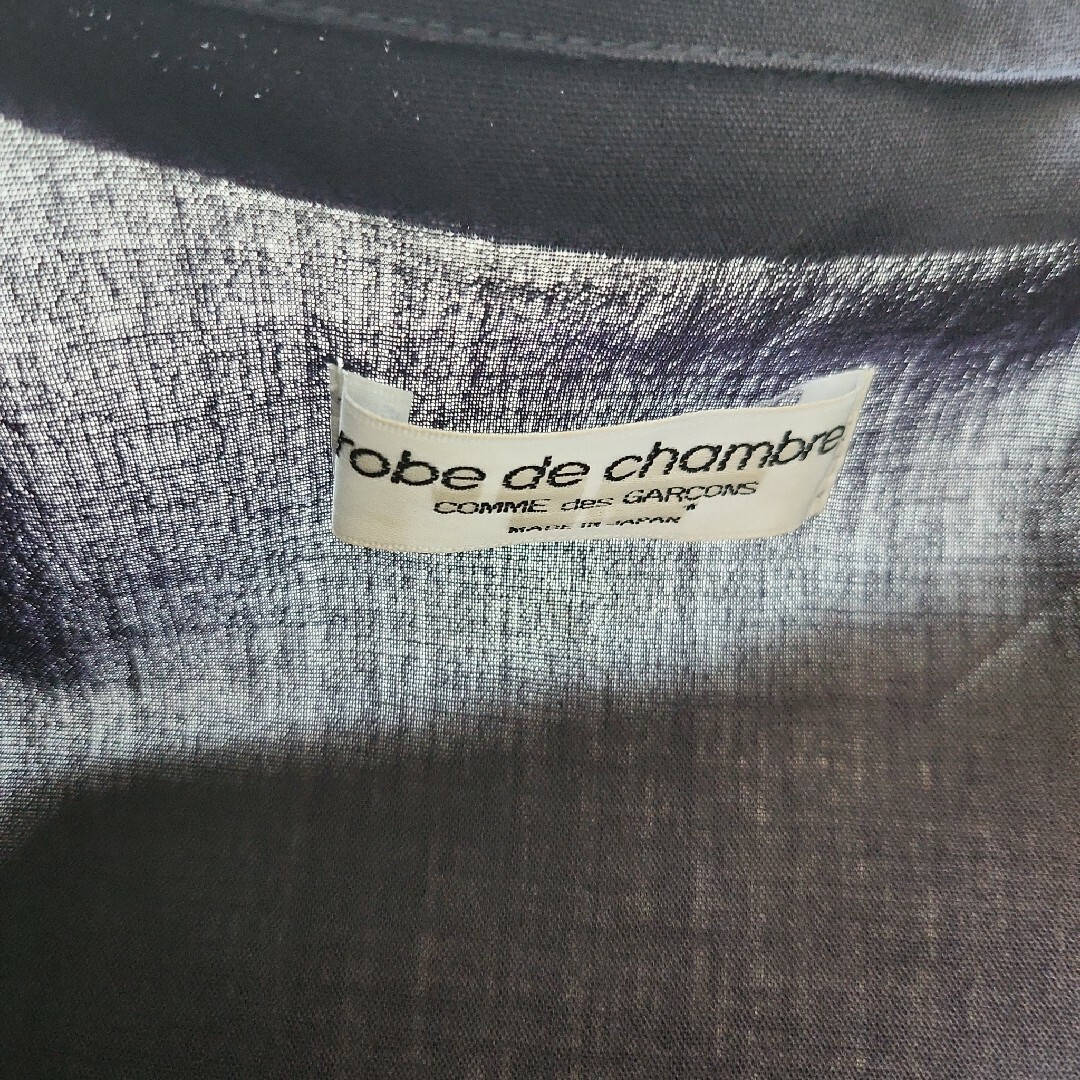 robe de chambre
COMME des GARÇONS
MADE IN JAPAN